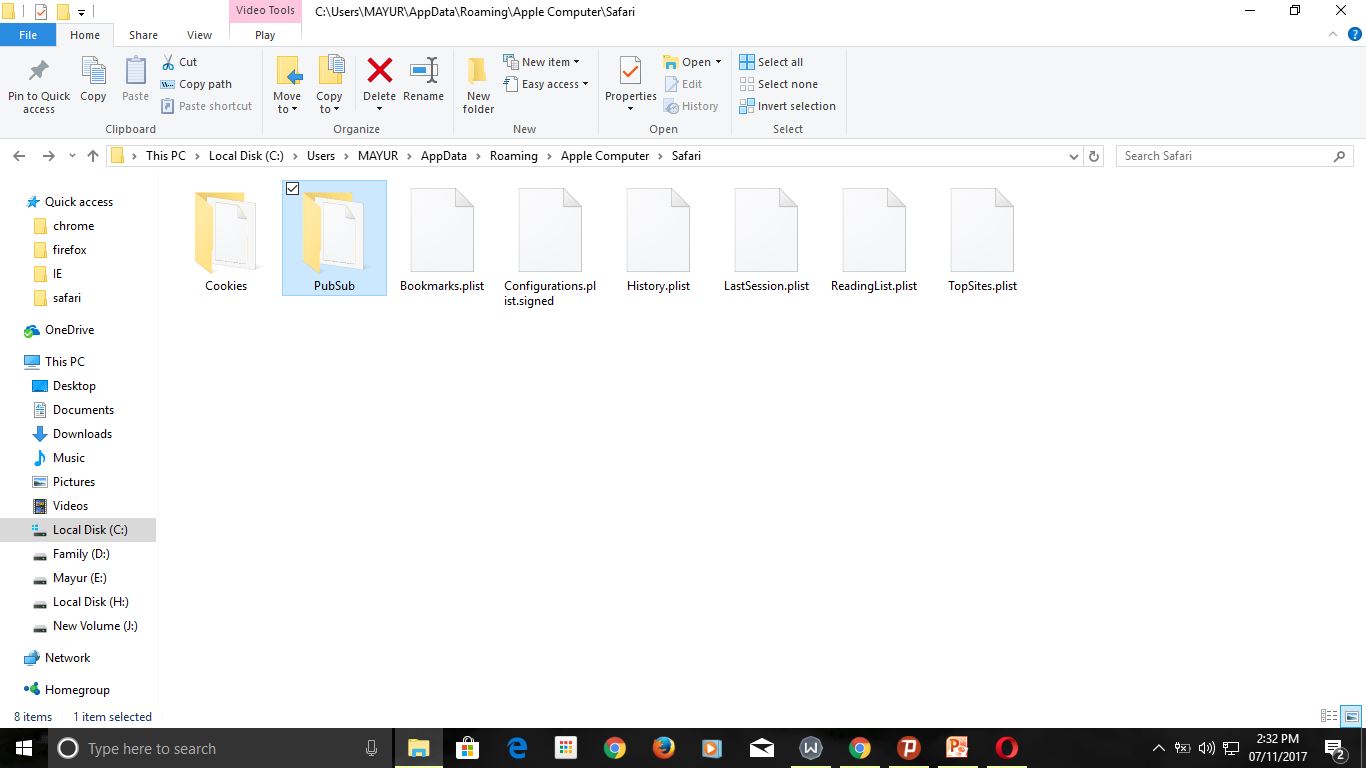 Video Tools
C:\Users\MAYUR\AppData\Roaming\Apple Computer\Safari
File
Home
Share
View
Play
Pin to Quick
access
Copy
Paste
Cut
Copy path
Paste shortcut
Clipboard
Move
to
Copy
to
Delete
Rename
Organize
New
folder
New item
Easy access
New
Properties
Open
Edit
History
Open
Select all
Select none
Invert selection
Select
This PC
Local Disk (C:)
Users
MAYUR
AppData
Roaming
Apple Computer
Safari
Search Safari
Quick access
chrome
firefox
IE
safari
OneDrive
This PC
Desktop
Documents
Downloads
Music
Pictures
Videos
Local Disk (C:)
Family (D:)
Mayur (E:)
Local Disk (H:)
New Volume (J:)
Network
Homegroup
Cookies
PubSub
Bookmarks.plist
Configurations.pl
ist.signed
History.plist
LastSession.plist
ReadingList.plist
TopSites.plist
8 items
1 item selected
Type here to search
2:32 PM
07/11/2017
2